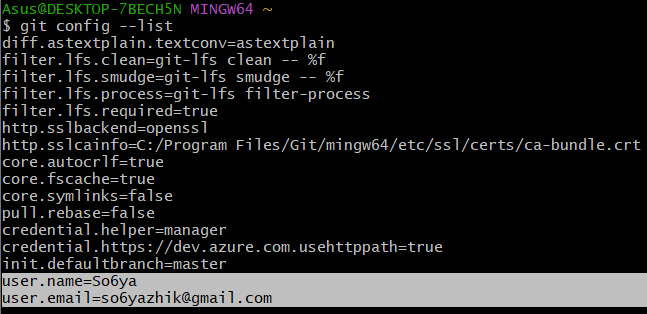 Asus@DESKTOP-7BECH5N MINGW64 ~
$ git config --list
diff.astextplain.textconv=astextplain
filter.lfs.clean=git-lfs clean -- %f
filter.lfs.smudge=git-lfs smudge -- %f
filter.lfs.process=git-lfs filter-process
filter.lfs.required=true
http.sslbackend=openssl
http.sslcainfo=C:/Program Files/Git/mingw64/etc/ssl/certs/ca-bundle.crt
core.autocrlf=true
core.fscache=true
core.symlinks=false
pull.rebase=false
credential.helper=manager
credential.https://dev.azure.com.usehttppath=true
init.defaultbranch=master
user.name=So6ya
user.email=so6yazhik@gmail.com